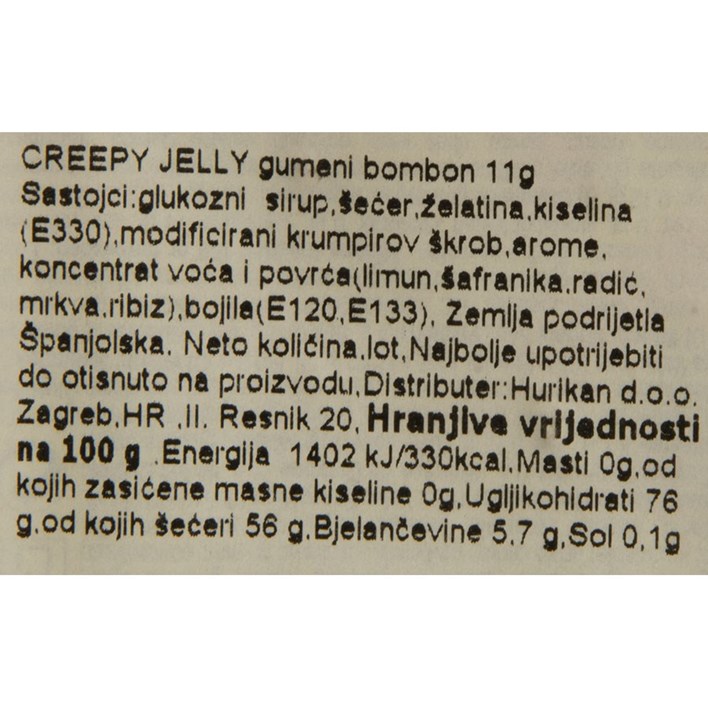 CREEPY JELLY gumeni bombon 11g
Sastojci:glukozni sirup,šećer,želatina,kiselina
(E330),modificirani krumpirov škrob,arome,
koncentrat voća i povrća(limun,šafranika,radić,
mrkva,ribiz),bojila(E120,E133), Zemlja podrijetla
Španjolska. Neto količina,lot,Najbolje upotrijebiti
do otisnuto na proizvodu,Distributer:Hurikan d.o.o.
Zagreb,HR ,II. Resnik 20, Hranjive vrijednosti
na 100 g .Energija 1402 kJ/330kcal,Masti 0g,od
kojih zasićene masne kiseline 0g,Ugljikohidrati 76
g,od kojih šećeri 56 g,Bjelančevine 5,7 g,Sol 0,1g